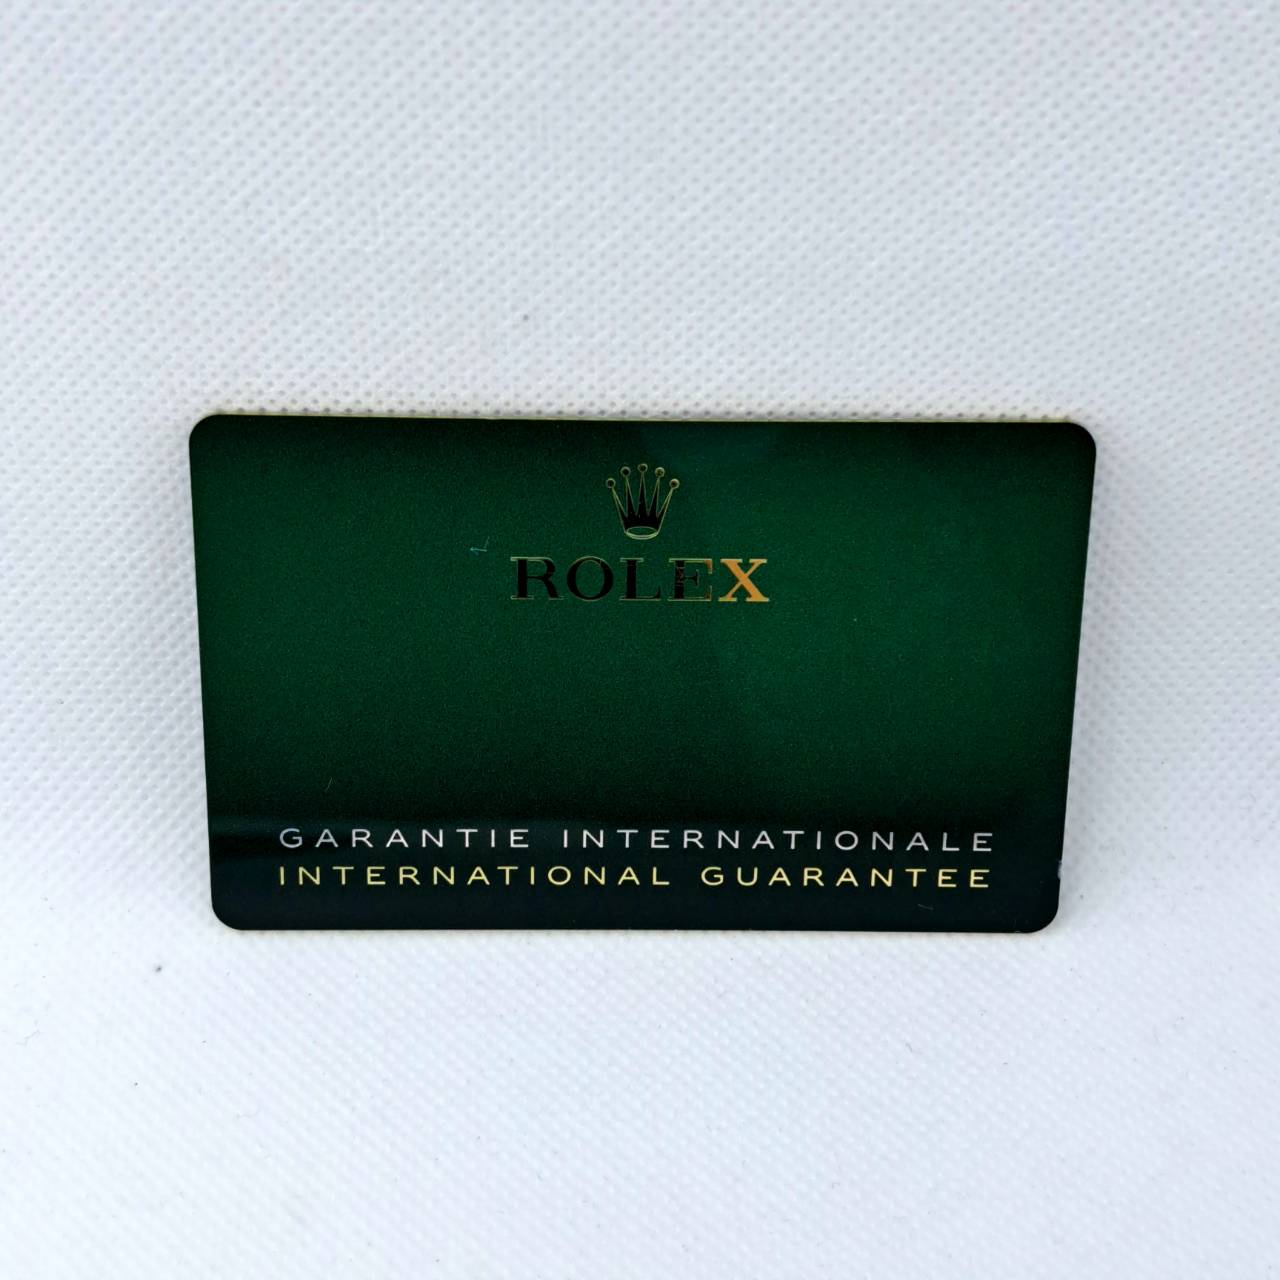 ROLEX
GARANTIE INTERNATIONALE
INTERNATIONAL GUARANTEE